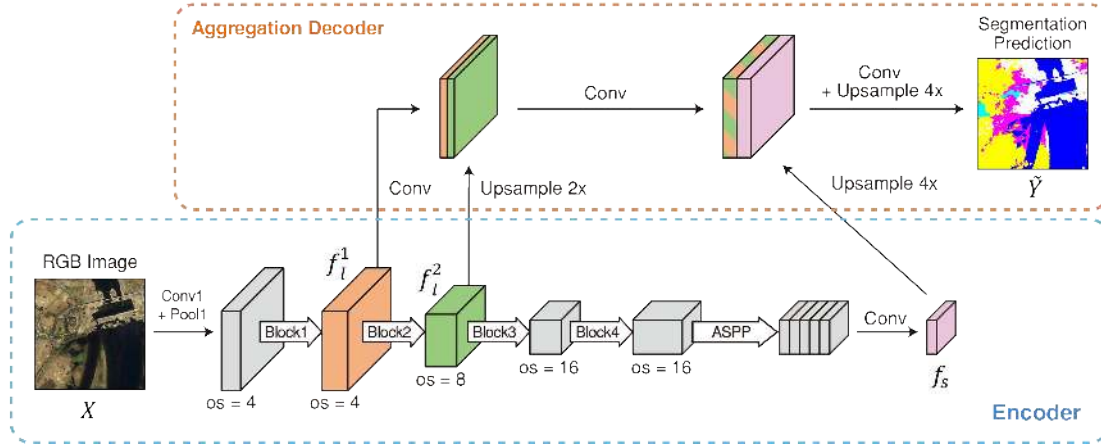 Aggregation Decoder
Segmentation
Prediction
Conv
Conv
+ Upsample 4x
Ỹ
Conv
Upsample 2x
Upsample 4x
RGB Image
X
Conv1
+ Pool1
os = 4
Block1
f_l^1
os = 4
Block2
f_l^2
os = 8
Block3
os = 16
Block4
os = 16
ASPP
Conv
f_s
Encoder